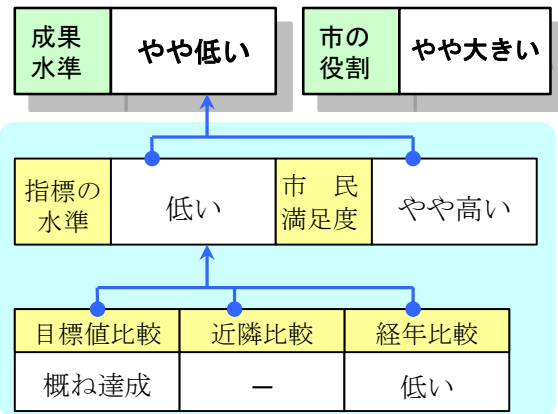 成果
水準
やや低い
市の
役割
やや大きい
指標の
水準
低い
市　民
満足度
やや高い
目標値比較
近隣比較
経年比較
概ね達成
－
低い